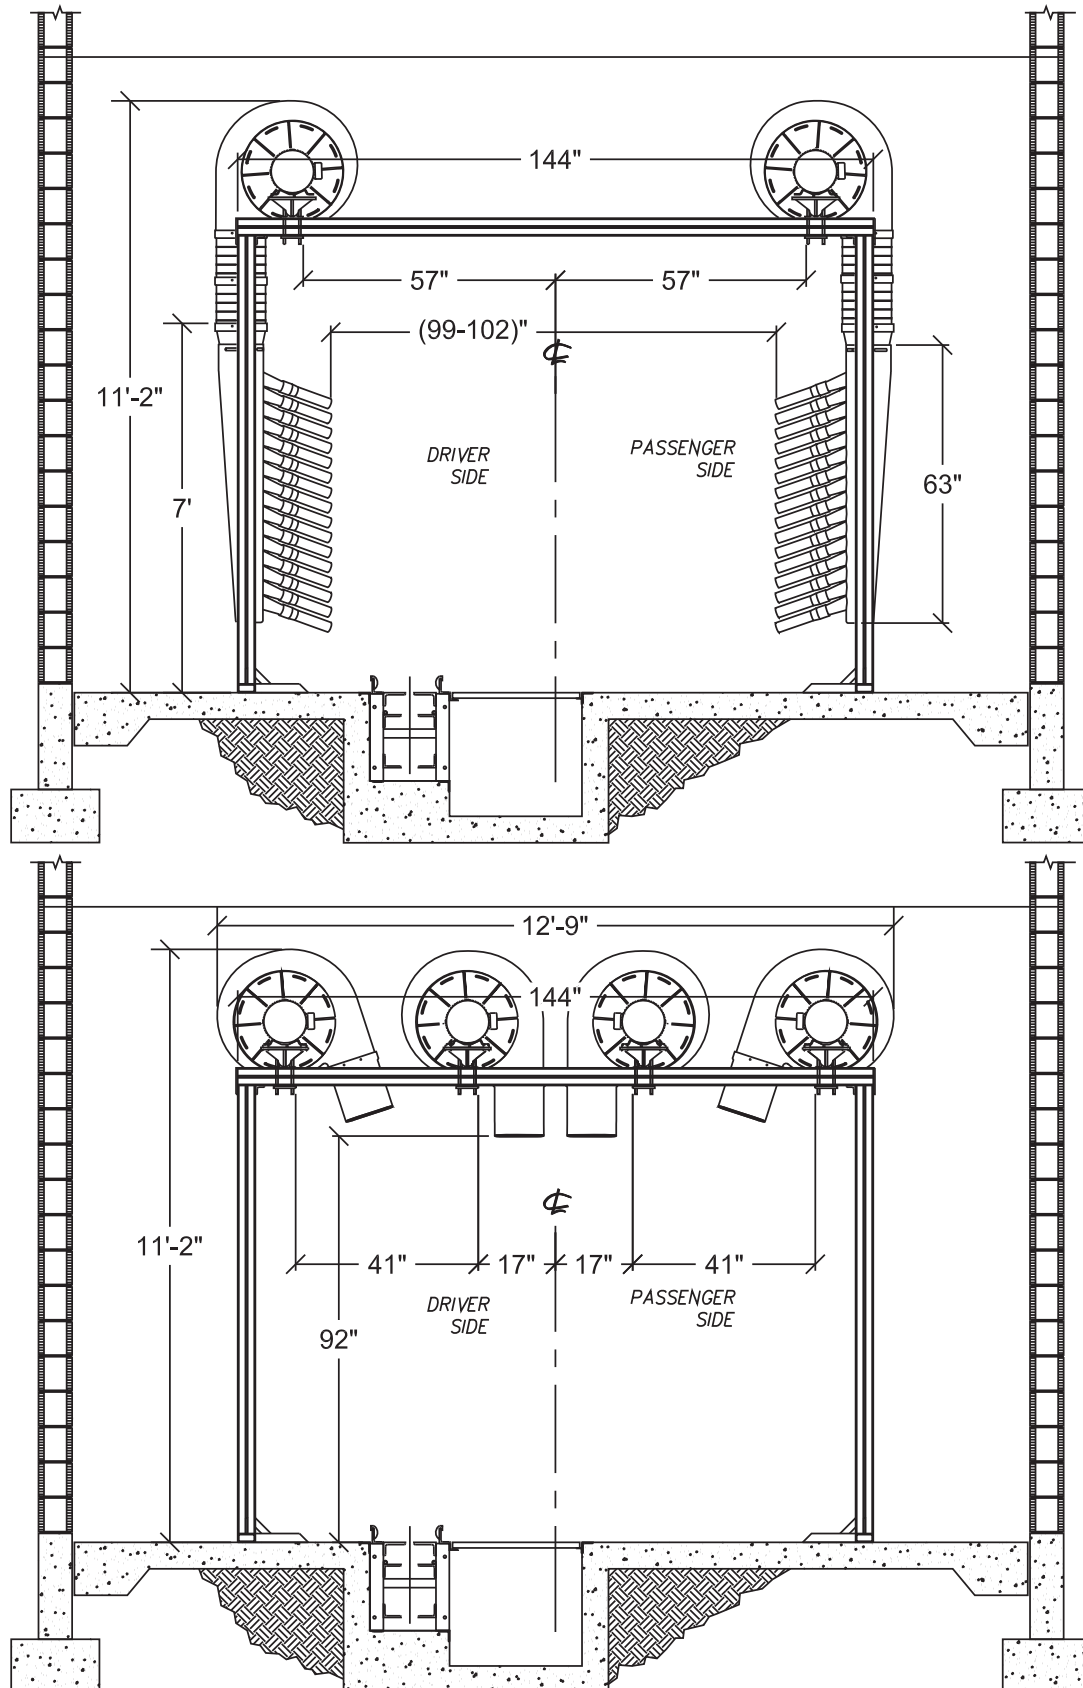 144"
57" 57"
(99-102)"
℄
11'-2"
DRIVER
SIDE
PASSENGER
SIDE
63"
7'
12'-9"
144"
℄
11'-2"
41" 17" 17" 41"
DRIVER
SIDE
PASSENGER
SIDE
92"